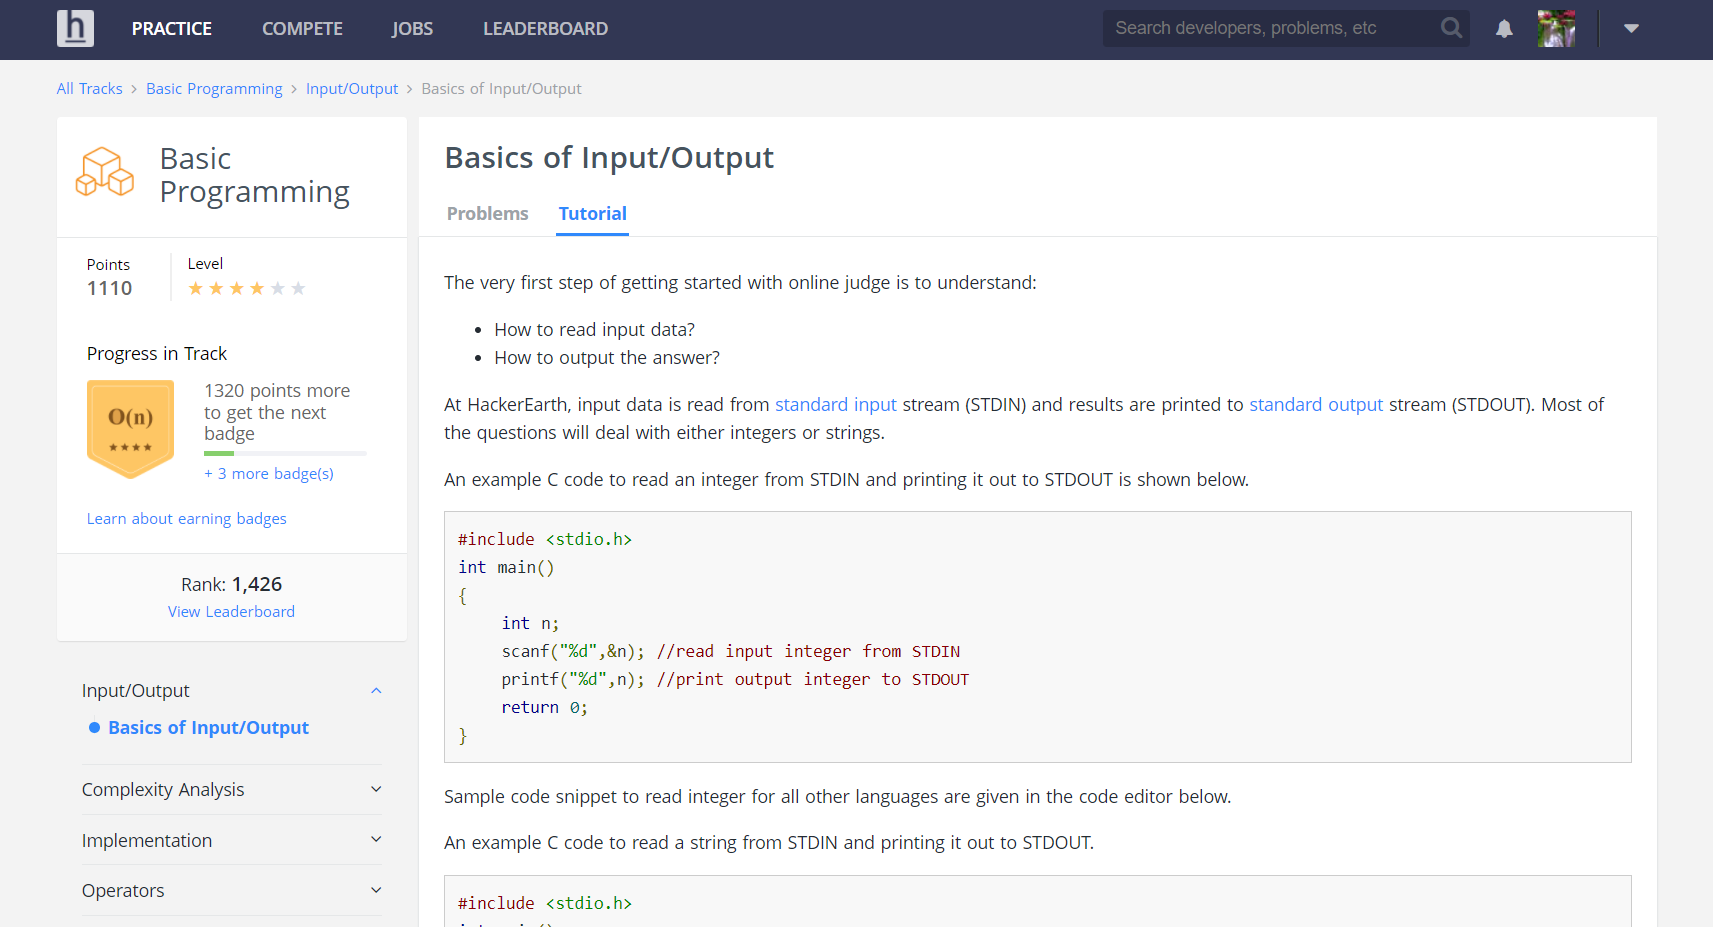 h PRACTICE COMPETE JOBS LEADERBOARD Search developers, problems, etc
All Tracks > Basic Programming > Input/Output > Basics of Input/Output
Basic
Programming
Points
1110
Level
Progress in Track
O(n)
1320 points more
to get the next
badge
+ 3 more badge(s)
Learn about earning badges
Rank: 1,426
View Leaderboard
Input/Output
Basics of Input/Output
Complexity Analysis
Implementation
Operators
Basics of Input/Output
Problems Tutorial
The very first step of getting started with online judge is to understand:
• How to read input data?
• How to output the answer?
At HackerEarth, input data is read from standard input stream (STDIN) and results are printed to standard output stream (STDOUT). Most of
the questions will deal with either integers or strings.
An example C code to read an integer from STDIN and printing it out to STDOUT is shown below.
#include <stdio.h>
int main()
{
int n;
scanf("%d",&n); //read input integer from STDIN
printf("%d",n); //print output integer to STDOUT
return 0;
}
Sample code snippet to read integer for all other languages are given in the code editor below.
An example C code to read a string from STDIN and printing it out to STDOUT.
#include <stdio.h>